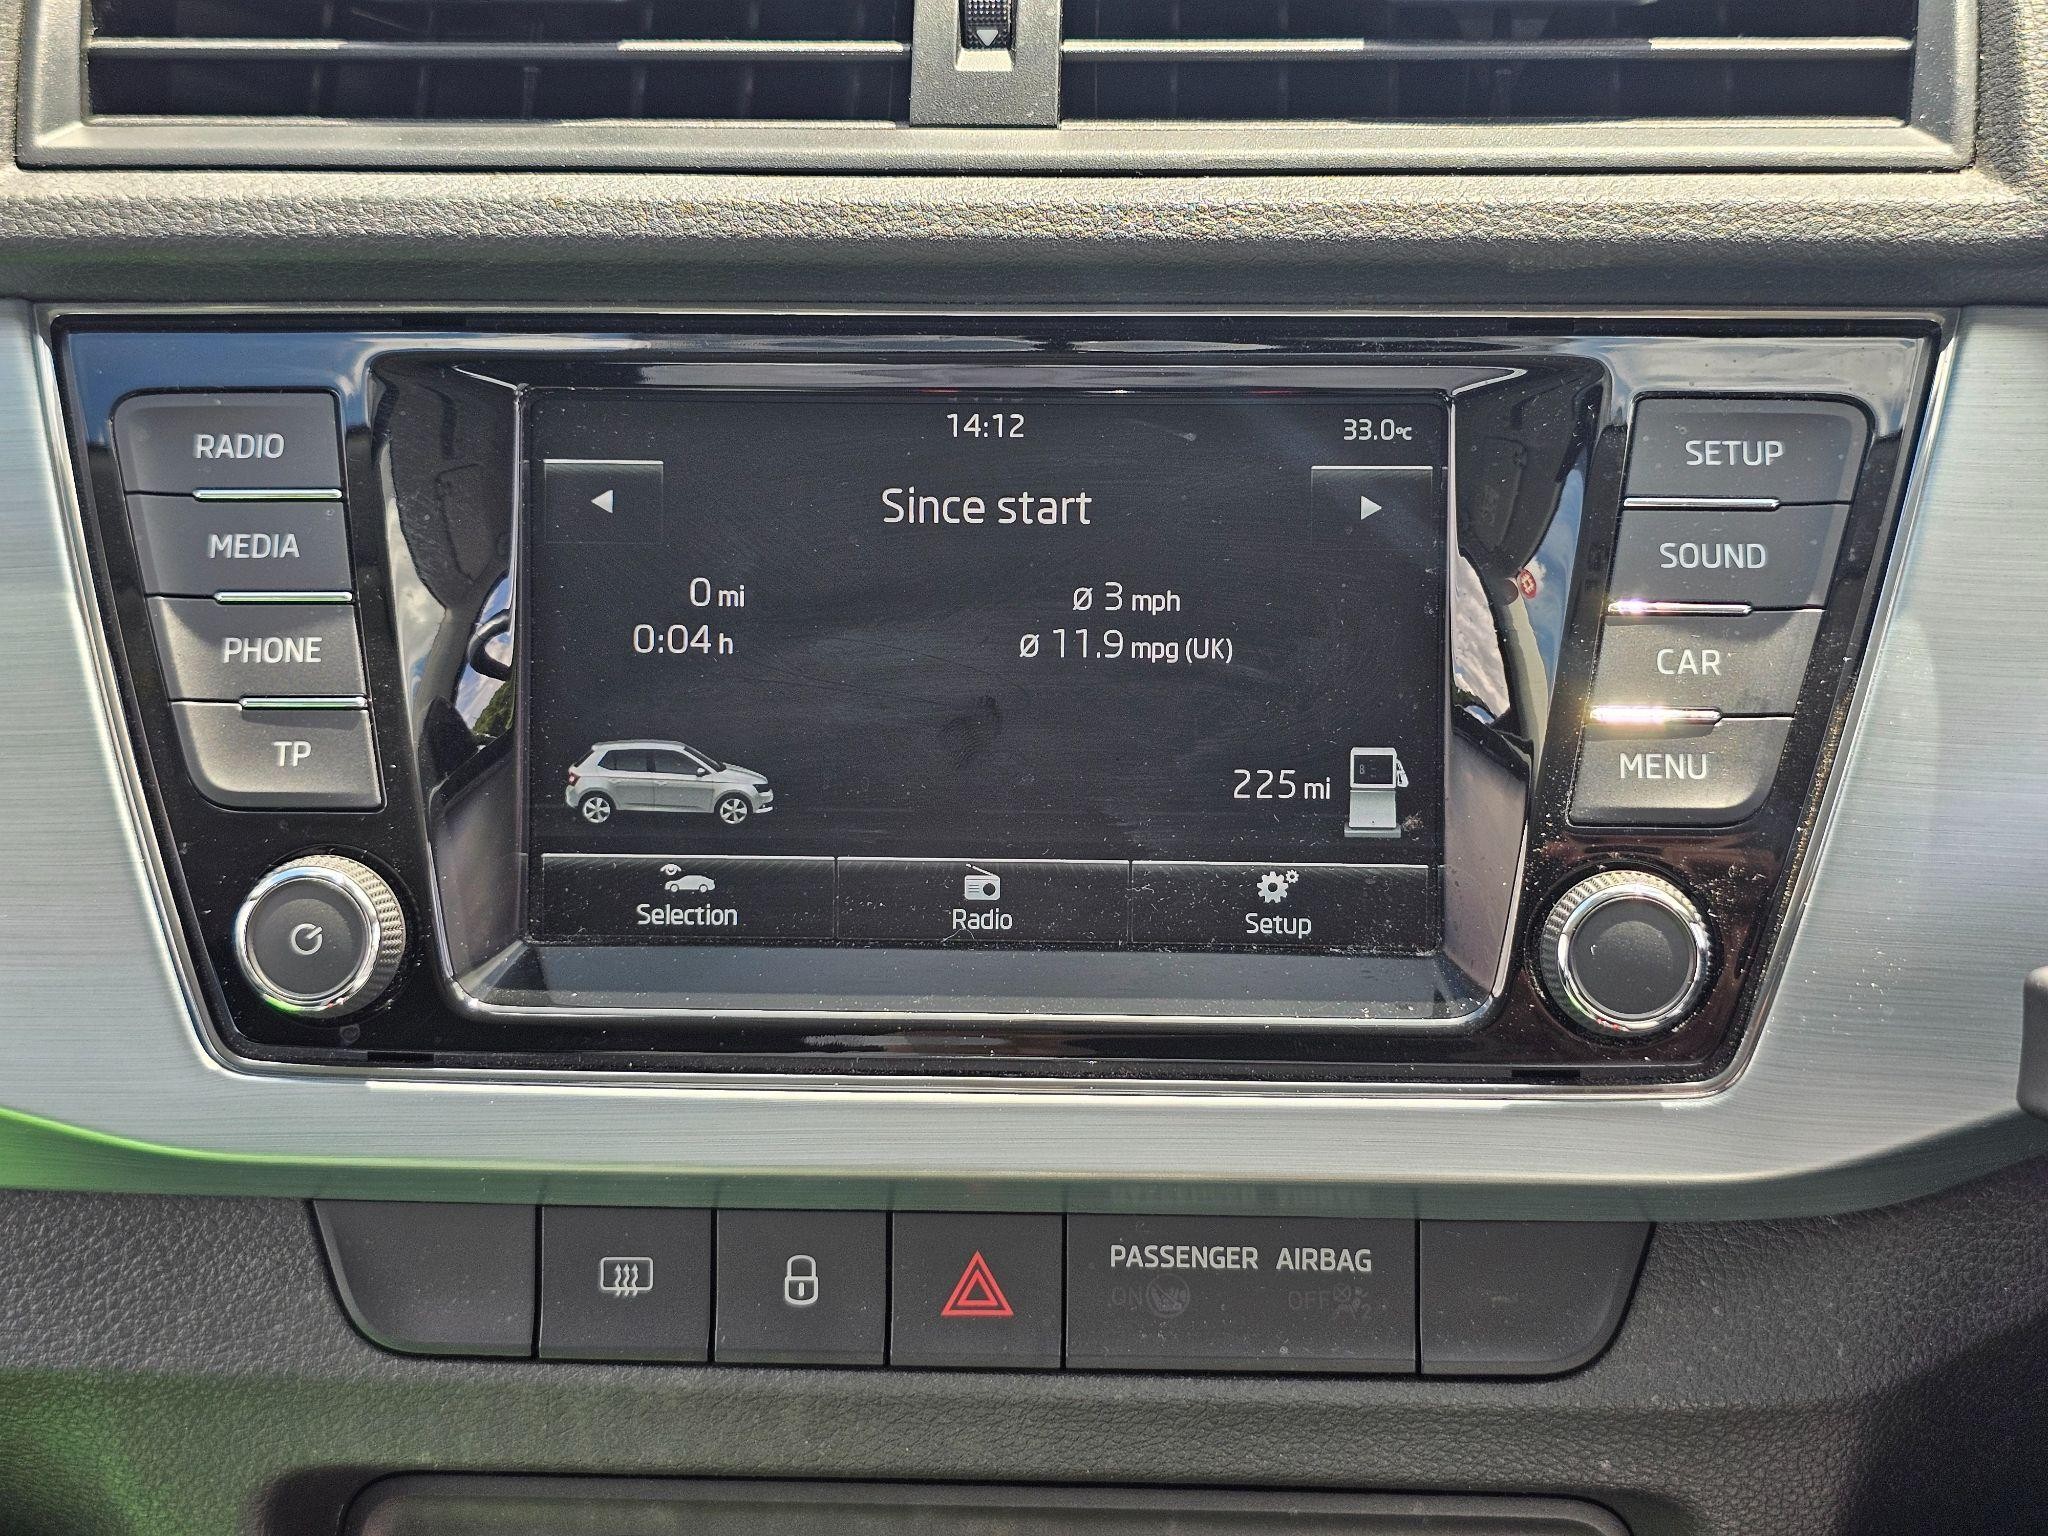 14:12
33.0°C
Since start
0 mi
ø 3 mph
0:04 h
ø 11.9 mpg (UK)
225 mi
Selection
Radio
Setup
RADIO
MEDIA
PHONE
TP
SETUP
SOUND
CAR
MENU
PASSENGER AIRBAG
ON
OFF